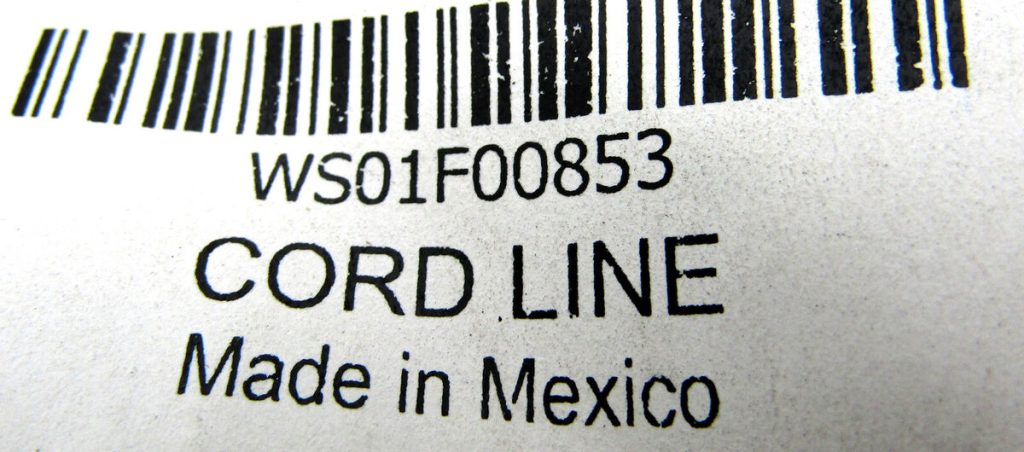 WS01F00853
CORD LINE
Made in Mexico